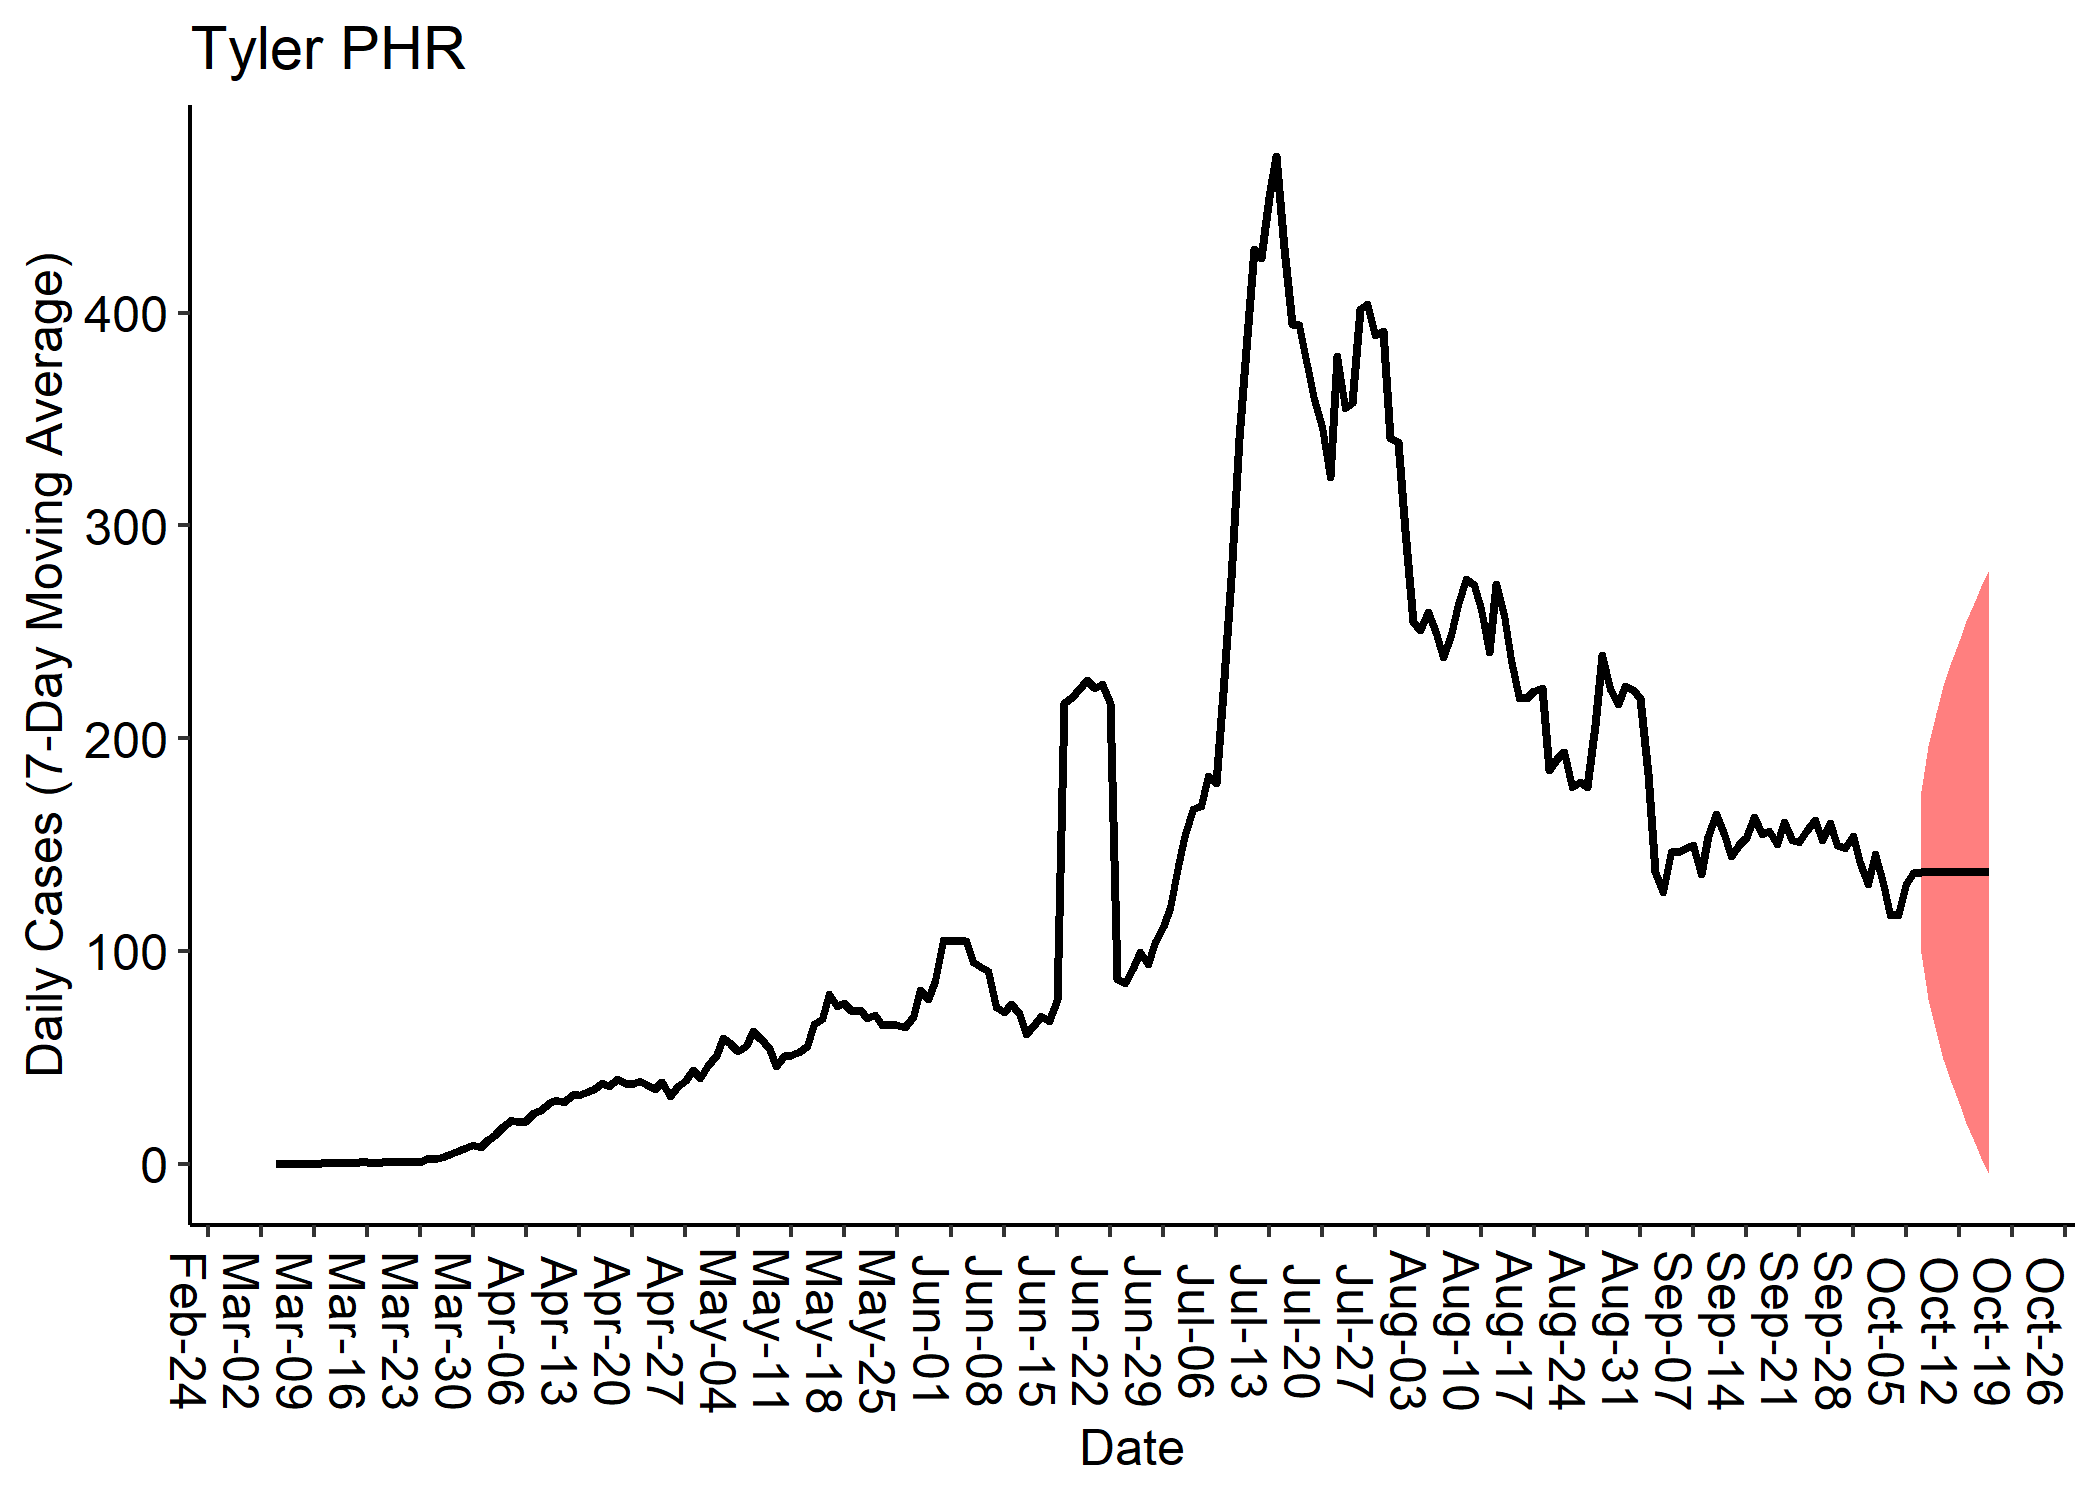 Tyler PHR
Daily Cases (7-Day Moving Average)
400
300
200
100
0
Feb-24
Mar-02
Mar-09
Mar-16
Mar-23
Mar-30
Apr-06
Apr-13
Apr-20
Apr-27
May-04
May-11
May-18
May-25
Jun-01
Jun-08
Jun-15
Jun-22
Jun-29
Jul-06
Jul-13
Jul-20
Jul-27
Aug-03
Aug-10
Aug-17
Aug-24
Aug-31
Sep-07
Sep-14
Sep-21
Sep-28
Oct-05
Oct-12
Oct-19
Oct-26
Date